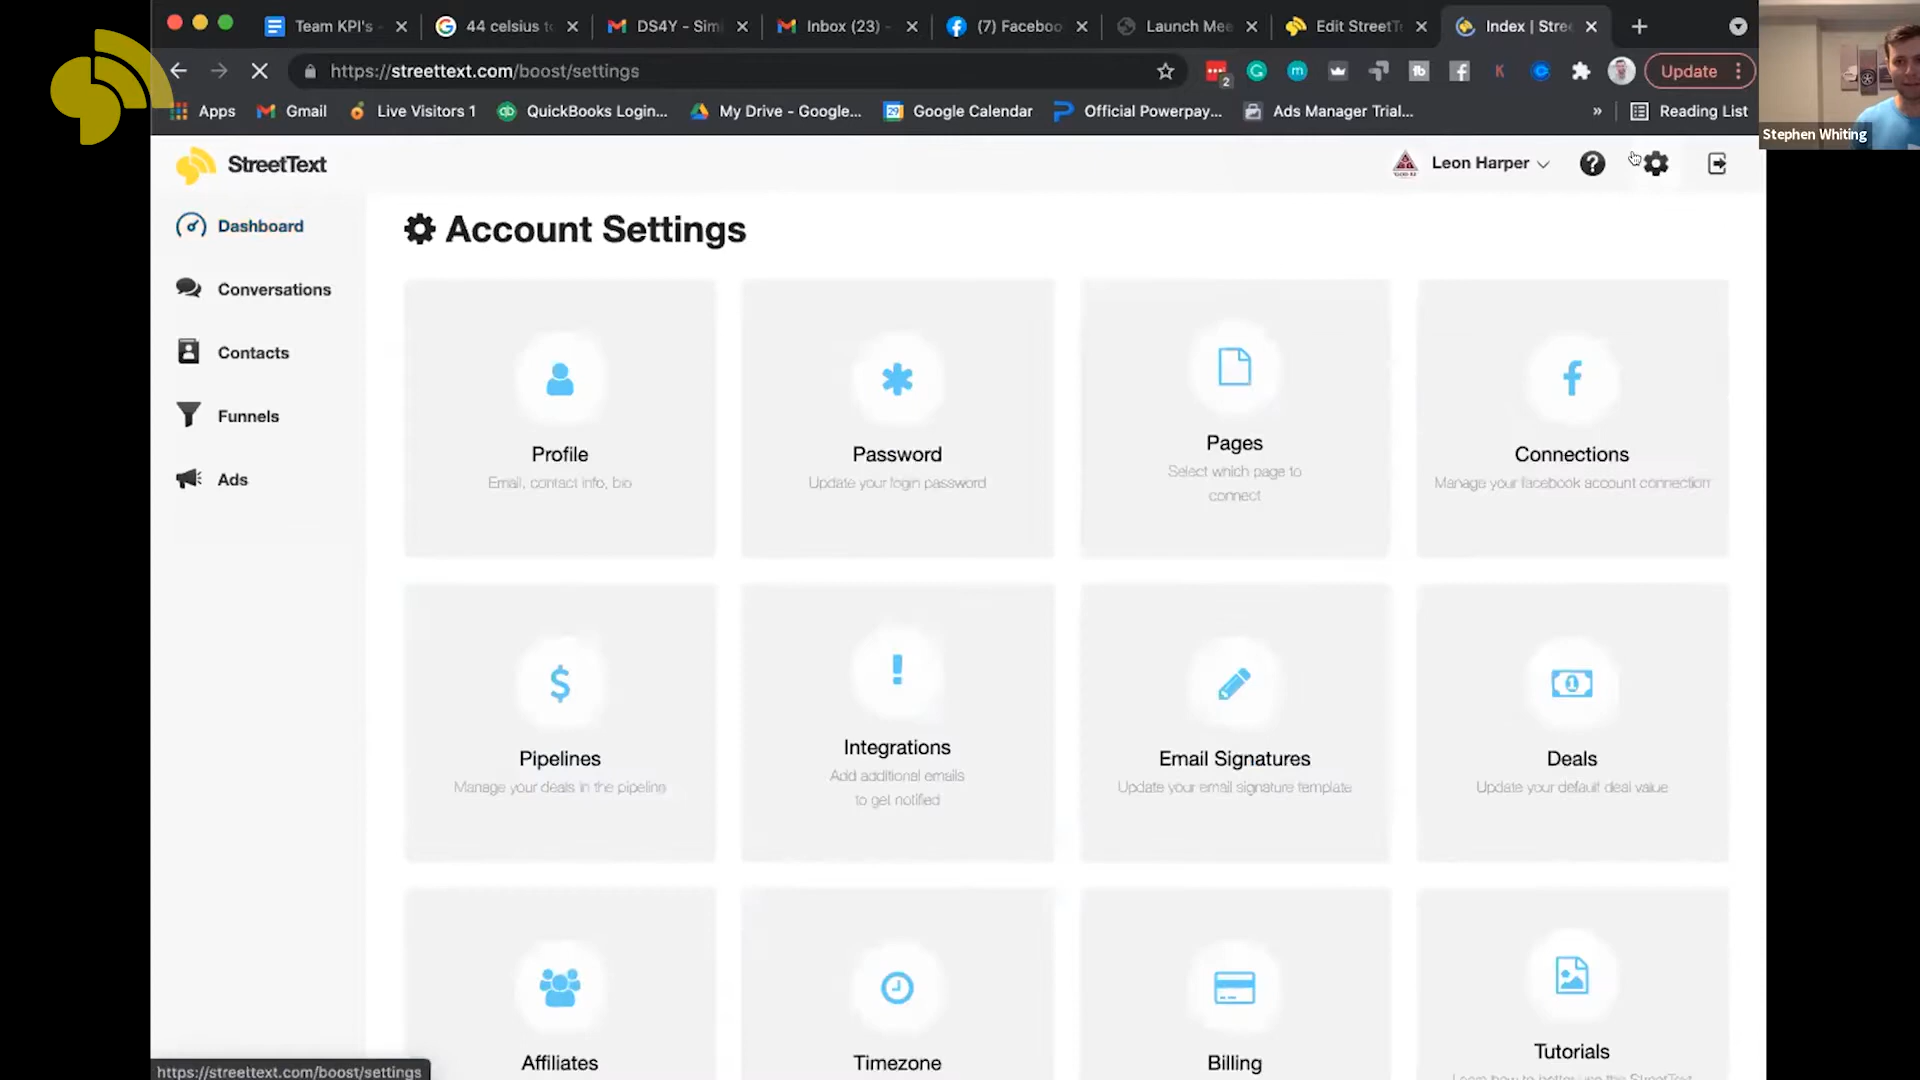 Team KPI's -
44 celsius to
DS4Y - Sim
Inbox (23) -
(7) Faceboo
Launch Mee
Edit StreetTe
Index | Stree
https://streettext.com/boost/settings
2
Update
Apps
Gmail
Live Visitors 1
QuickBooks Login...
My Drive - Google...
Google Calendar
Official Powerpay...
Ads Manager Trial...
»
Reading List
Stephen Whiting
StreetText
Leon Harper
Dashboard
Conversations
Contacts
Funnels
Ads
Account Settings
Profile
Email, contact info, bio
Password
Update your login password
Pages
Select which page to
connect
Connections
Manage your facebook account connection
Pipelines
Manage your deals in the pipeline
Integrations
Add additional emails
to get notified
Email Signatures
Update your email signature template
Deals
Update your default deal value
Affiliates
Timezone
Billing
Tutorials
https://streettext.com/boost/settings